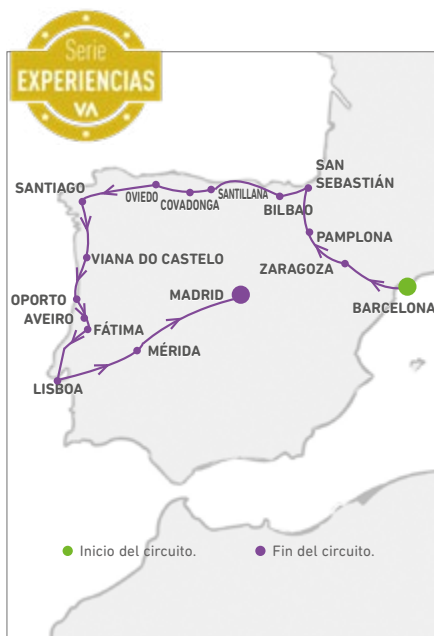 Serie
EXPERIENCIAS
VA
SAN
SEBASTIÁN
SANTIAGO
OVIEDO
COVADONGA
SANTILLANA
BILBAO
PAMPLONA
VIANA DO CASTELO
ZARAGOZA
MADRID
OPORTO
BARCELONA
AVEIRO
FÁTIMA
MÉRIDA
LISBOA
Inicio del circuito.
Fin del circuito.